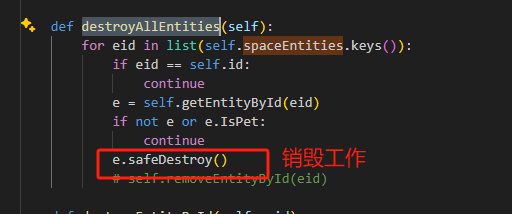 def destroyAllEntities(self):
for eid in list(self.spaceEntities.keys()):
if eid == self.id:
continue
e = self.getEntityById(eid)
if not e or e.IsPet:
continue
e.safeDestroy() 销毁工作
# self.removeEntityById(eid)